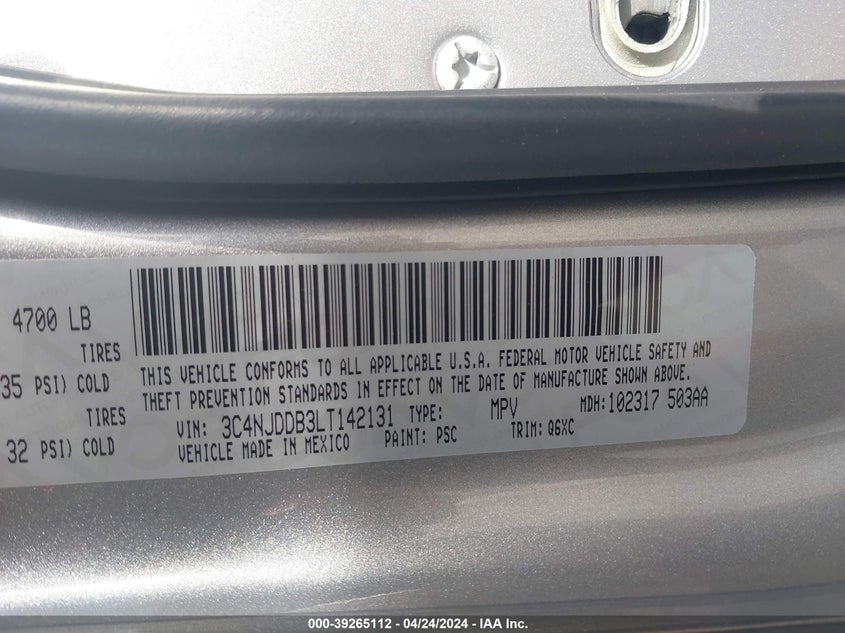 4700 LB
TIRES
35 PSI) COLD
TIRES
32 PSI) COLD
THIS VEHICLE CONFORMS TO ALL APPLICABLE U.S.A. FEDERAL MOTOR VEHICLE SAFETY AND
THEFT PREVENTION STANDARDS IN EFFECT ON THE DATE OF MANUFACTURE SHOWN ABOVE.
VIN: 3C4NJDDB3LT142131 TYPE: MPV MDH:102317 503AA
VEHICLE MADE IN MEXICO PAINT: PSC TRIM: Q6XC
000-39265112 - 04/24/2024 - IAA Inc.